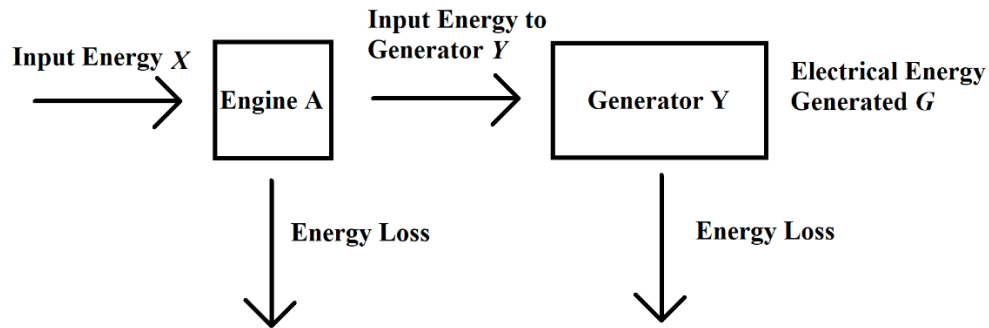 Input Energy X
Engine A
Energy Loss
Input Energy to
Generator Y
Generator Y
Energy Loss
Electrical Energy
Generated G